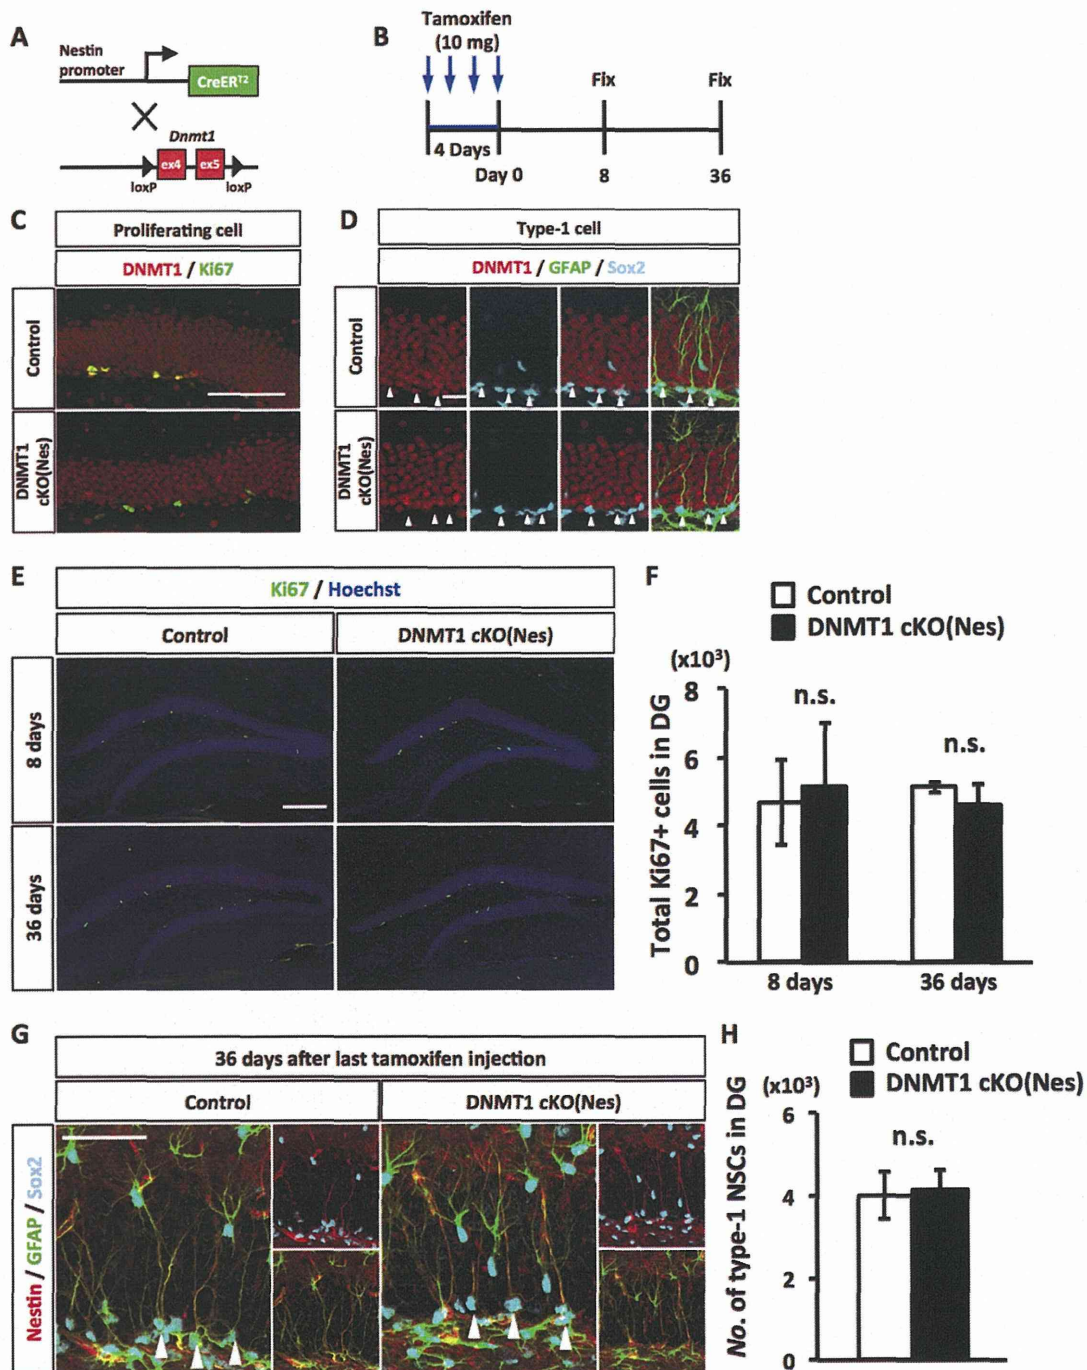 A
Nestin
promoter
CreERT2
Dnmt1
ex4
ex5
loxP
loxP
B
Tamoxifen
(10 mg)
Fix
Fix
4 Days
Day 0
8
36
C
Proliferating cell
DNMT1 / Ki67
Control
DNMT1
cKO(Nes)
D
Type-1 cell
DNMT1 / GFAP / Sox2
Control
DNMT1
cKO(Nes)
E
Ki67 / Hoechst
Control
DNMT1 cKO(Nes)
8 days
36 days
F
Control
DNMT1 cKO(Nes)
(x10³)
Total Ki67+ cells in DG
8
6
4
2
0
n.s.
n.s.
8 days
36 days
G
36 days after last tamoxifen injection
Control
DNMT1 cKO(Nes)
Nestin / GFAP / Sox2
H
Control
DNMT1 cKO(Nes)
(x10³)
No. of type-1 NSCs in DG
6
4
2
0
n.s.